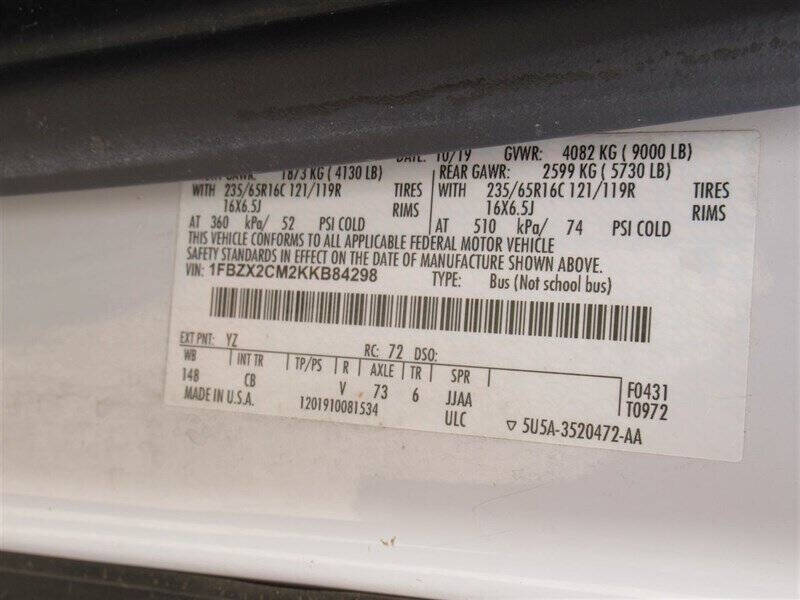 DATE: 10/19 GVWR: 4082 KG ( 9000 LB)
GAWR: 1873 KG ( 4130 LB) REAR GAWR: 2599 KG ( 5730 LB)
WITH 235/65R16C 121/119R TIRES WITH 235/65R16C 121/119R TIRES
16X6.5J RIMS 16X6.5J RIMS
AT 360 kPa/ 52 PSI COLD AT 510 kPa/ 74 PSI COLD
THIS VEHICLE CONFORMS TO ALL APPLICABLE FEDERAL MOTOR VEHICLE
SAFETY STANDARDS IN EFFECT ON THE DATE OF MANUFACTURE SHOWN ABOVE.
VIN: 1FBZX2CM2KKB84298 TYPE: Bus (Not school bus)
EXT PNT: YZ RC: 72 DSO:
WB INT TR TP/PS R AXLE TR SPR
148 CB V 73 6 JJAA F0431
MADE IN U.S.A. 1201910081534 ULC T0972
▽ 5U5A-3520472-AA